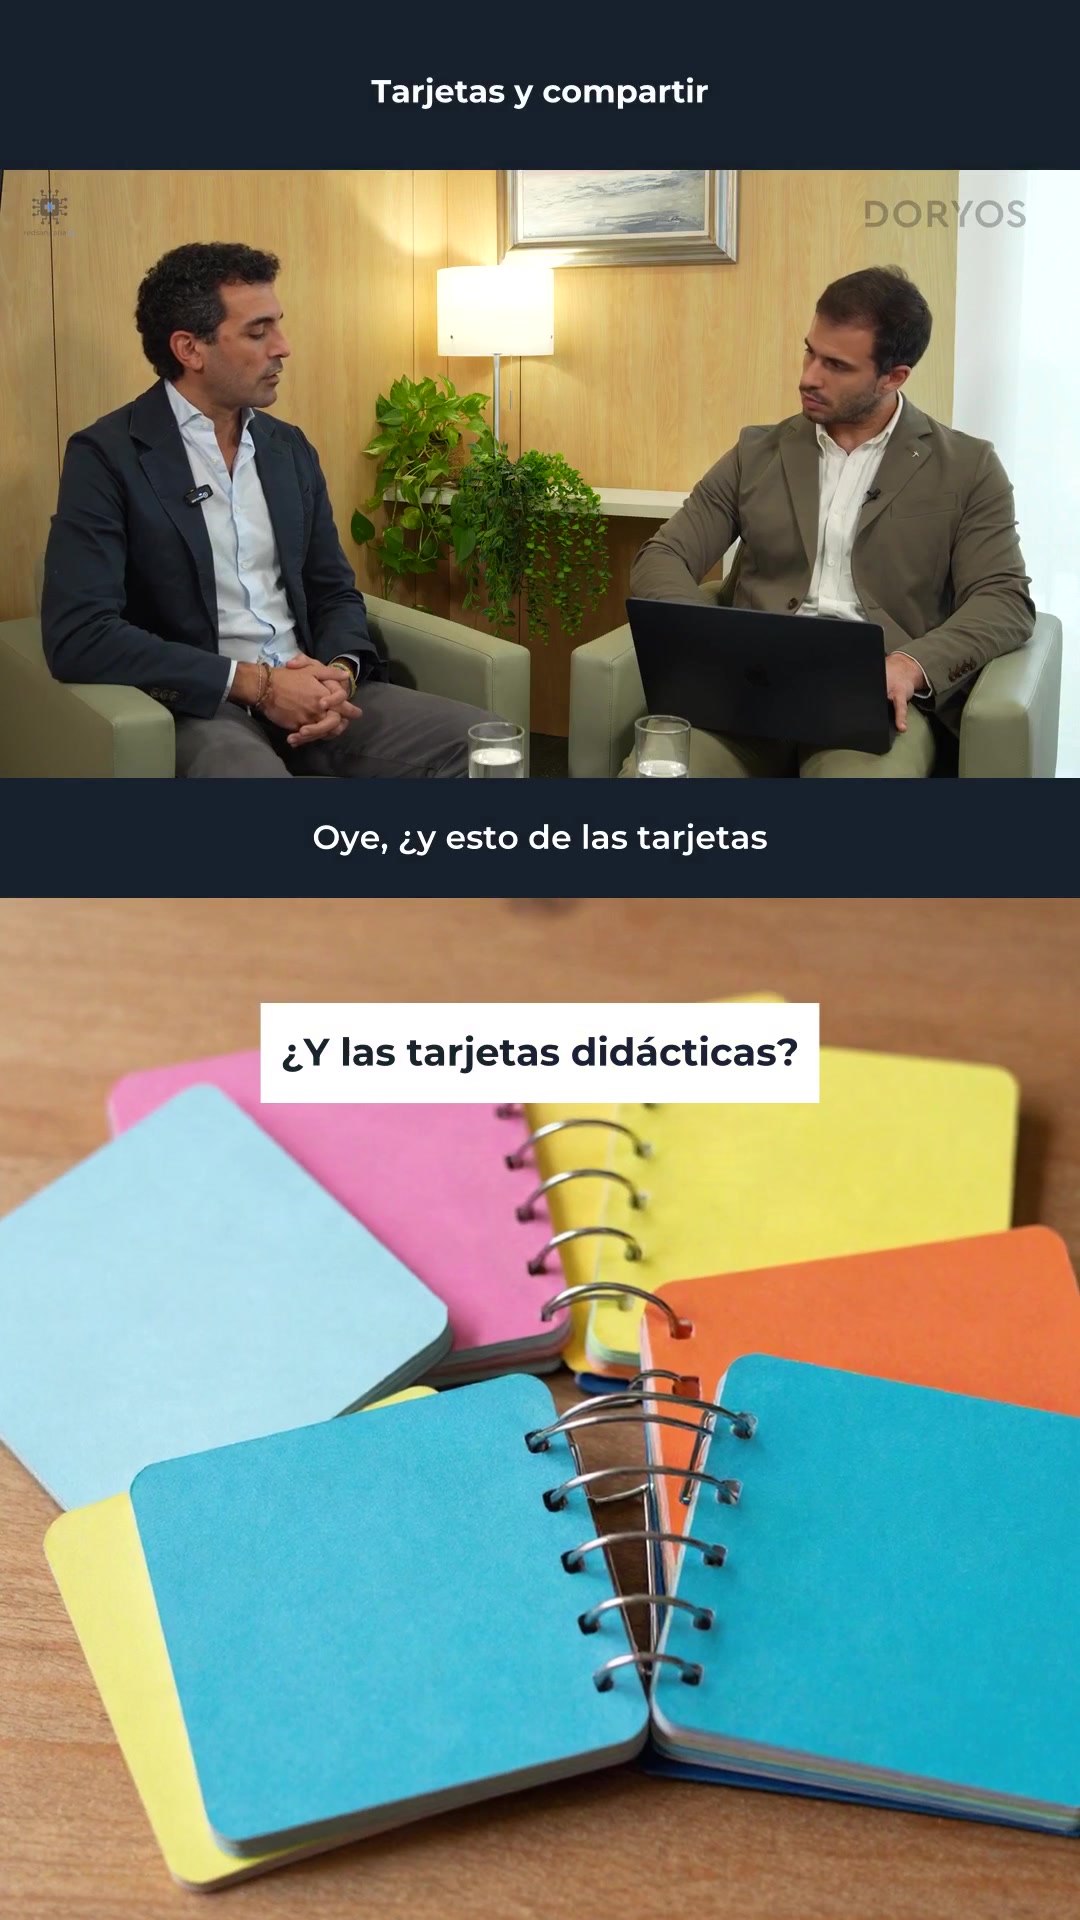 Tarjetas y compartir
DORYOS
Oye, ¿y esto de las tarjetas
¿Y las tarjetas didácticas?